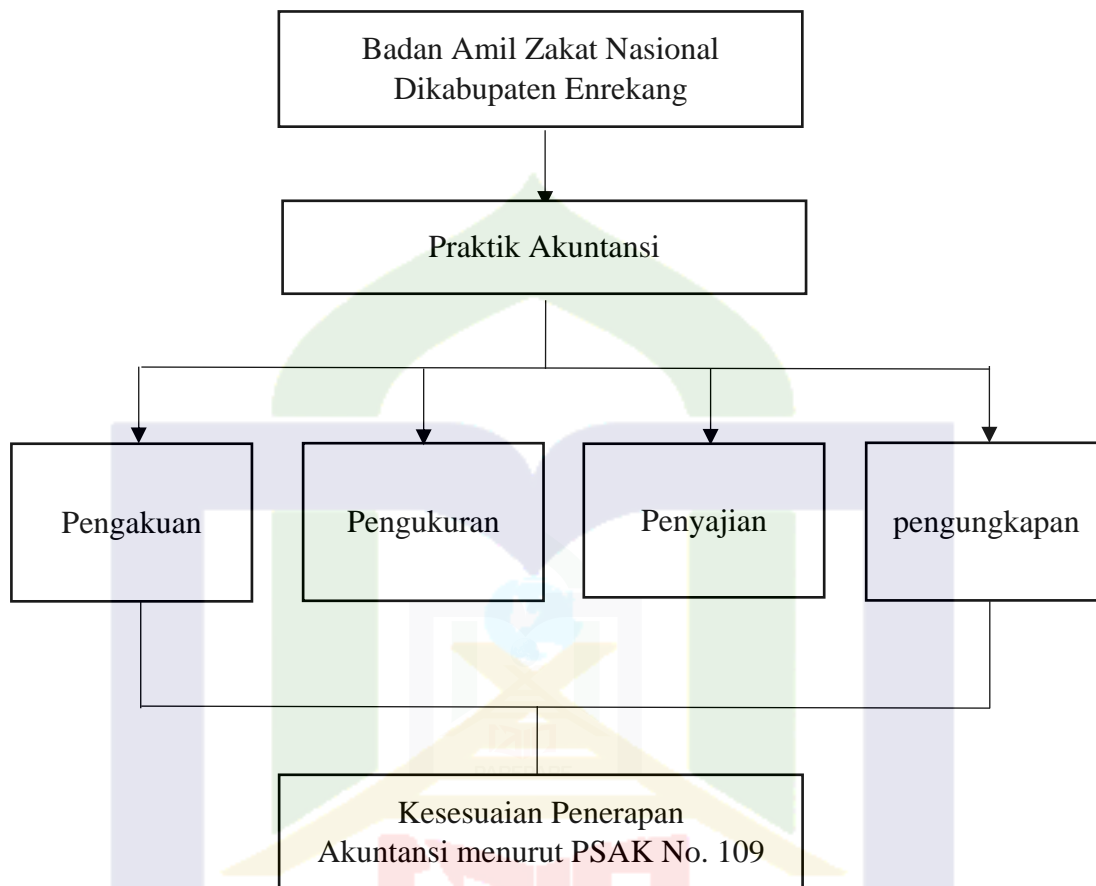 Badan Amil Zakat Nasional
Dikabupaten Enrekang
Praktik Akuntansi
Pengakuan
Pengukuran
Penyajian
pengungkapan
PAREPARE
Kesesuaian Penerapan
Akuntansi menurut PSAK No. 109